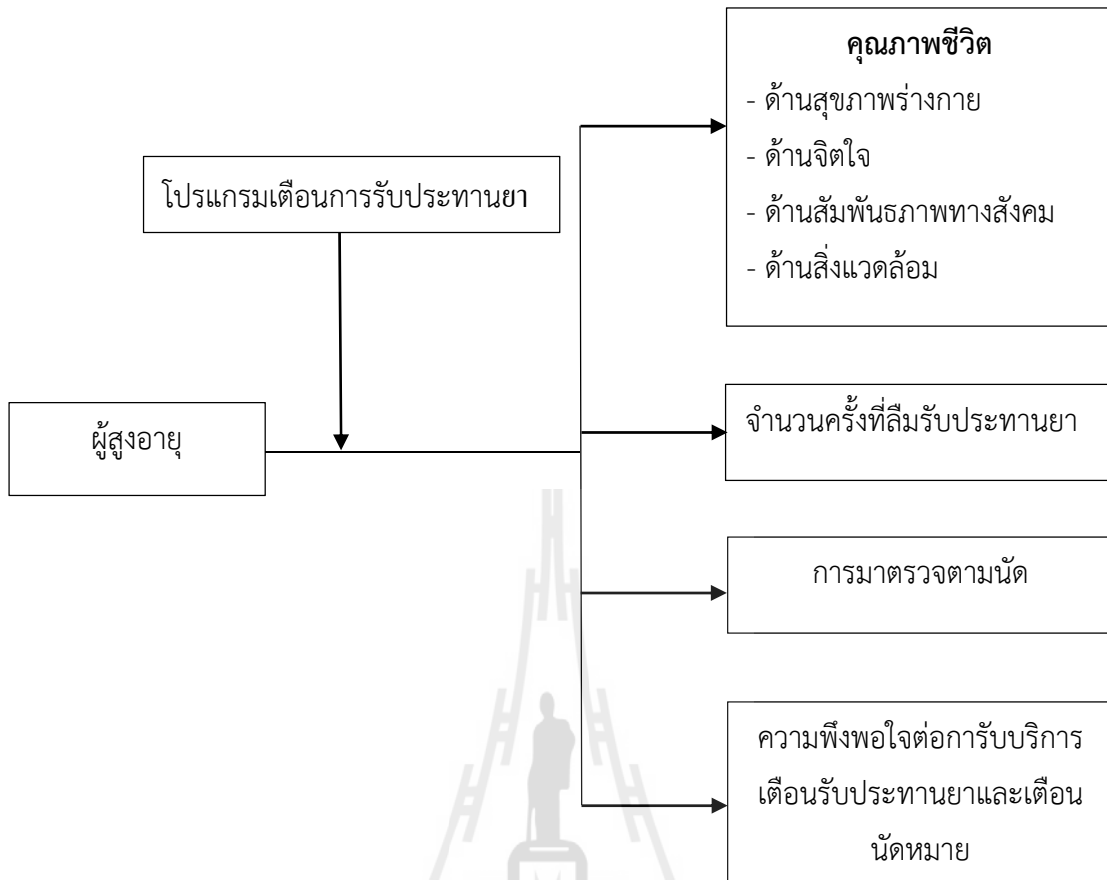 คุณภาพชีวิต
- ด้านสุขภาพร่างกาย
- ด้านจิตใจ
- ด้านสัมพันธภาพทางสังคม
- ด้านสิ่งแวดล้อม
โปรแกรมเตือนการรับประทานยา
ผู้สูงอายุ
จำนวนครั้งที่ลืมรับประทานยา
การมาตรวจตามนัด
ความพึงพอใจต่อการับบริการ
เตือนรับประทานยาและเตือน
นัดหมาย